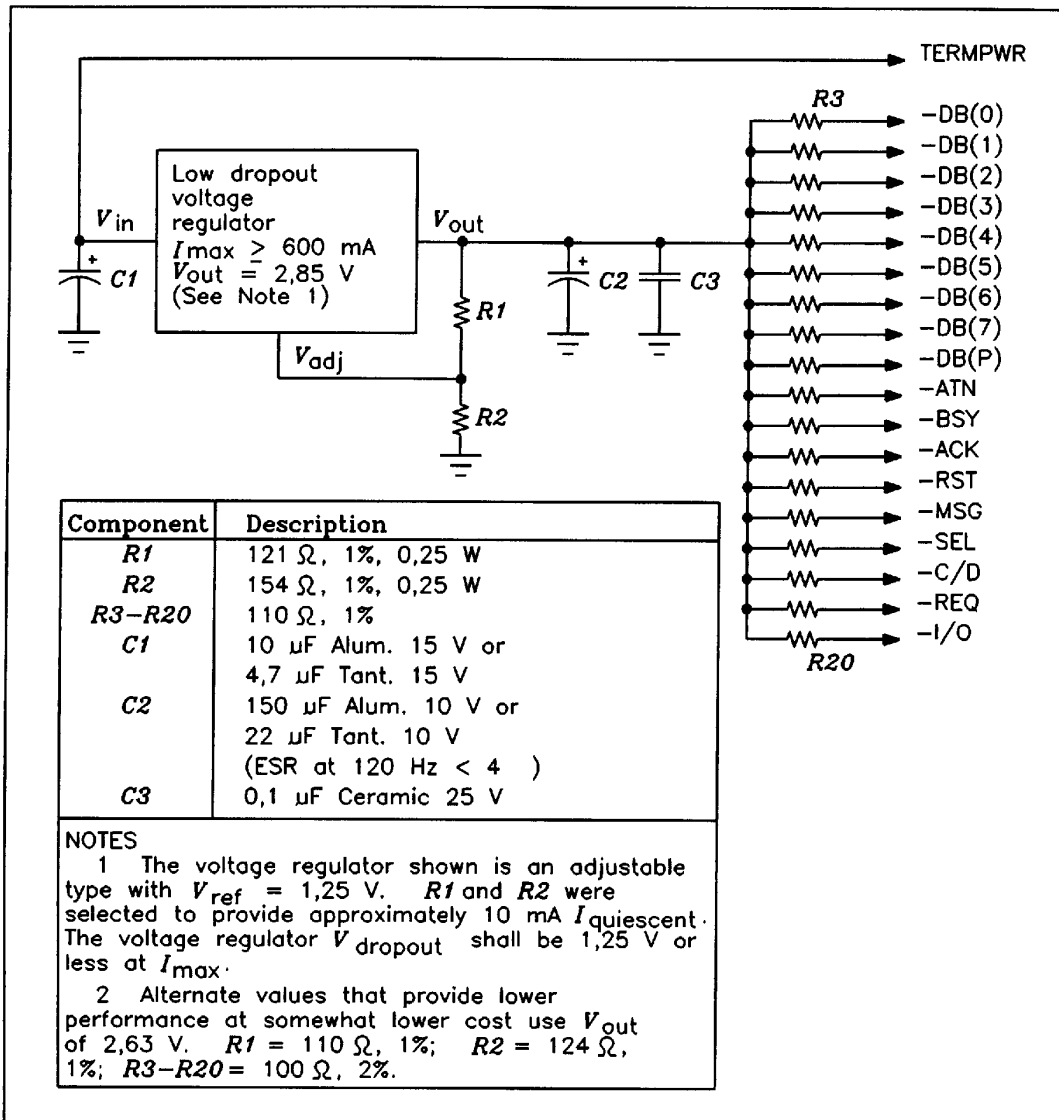 TERMPWR
R3
-DB(0)
-DB(1)
-DB(2)
-DB(3)
-DB(4)
-DB(5)
-DB(6)
-DB(7)
-DB(P)
-ATN
-BSY
-ACK
-RST
-MSG
-SEL
-C/D
-REQ
-I/O
R20
Vin
Low dropout
voltage
regulator
Imax ≥ 600 mA
Vout = 2,85 V
(See Note 1)
Vout
+
C1
R1
+
C2
C3
Vadj
R2
Component Description
R1 121 Ω, 1%, 0,25 W
R2 154 Ω, 1%, 0,25 W
R3-R20 110 Ω, 1%
C1 10 µF Alum. 15 V or
4,7 µF Tant. 15 V
C2 150 µF Alum. 10 V or
22 µF Tant. 10 V
(ESR at 120 Hz < 4 )
C3 0,1 µF Ceramic 25 V
NOTES
1 The voltage regulator shown is an adjustable
type with Vref = 1,25 V. R1 and R2 were
selected to provide approximately 10 mA Iquiescent.
The voltage regulator Vdropout shall be 1,25 V or
less at Imax.
2 Alternate values that provide lower
performance at somewhat lower cost use Vout
of 2,63 V. R1 = 110 Ω, 1%; R2 = 124 Ω,
1%; R3-R20 = 100 Ω, 2%.